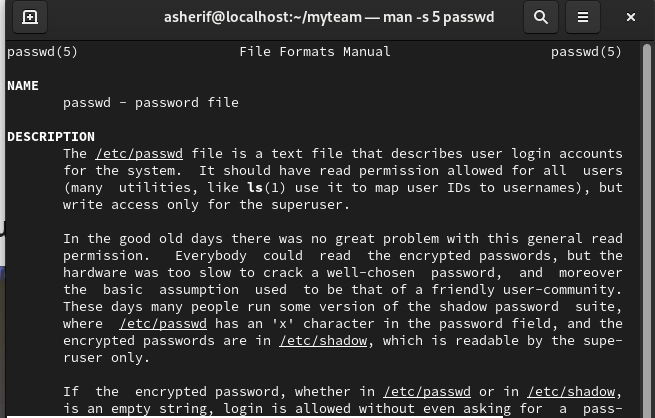 asherif@localhost:~/myteam — man -s 5 passwd
passwd(5) File Formats Manual passwd(5)
NAME
passwd - password file
DESCRIPTION
The /etc/passwd file is a text file that describes user login accounts
for the system. It should have read permission allowed for all users
(many utilities, like ls(1) use it to map user IDs to usernames), but
write access only for the superuser.
In the good old days there was no great problem with this general read
permission. Everybody could read the encrypted passwords, but the
hardware was too slow to crack a well-chosen password, and moreover
the basic assumption used to be that of a friendly user-community.
These days many people run some version of the shadow password suite,
where /etc/passwd has an 'x' character in the password field, and the
encrypted passwords are in /etc/shadow, which is readable by the supe-
ruser only.
If the encrypted password, whether in /etc/passwd or in /etc/shadow,
is an empty string, login is allowed without even asking for a pass-